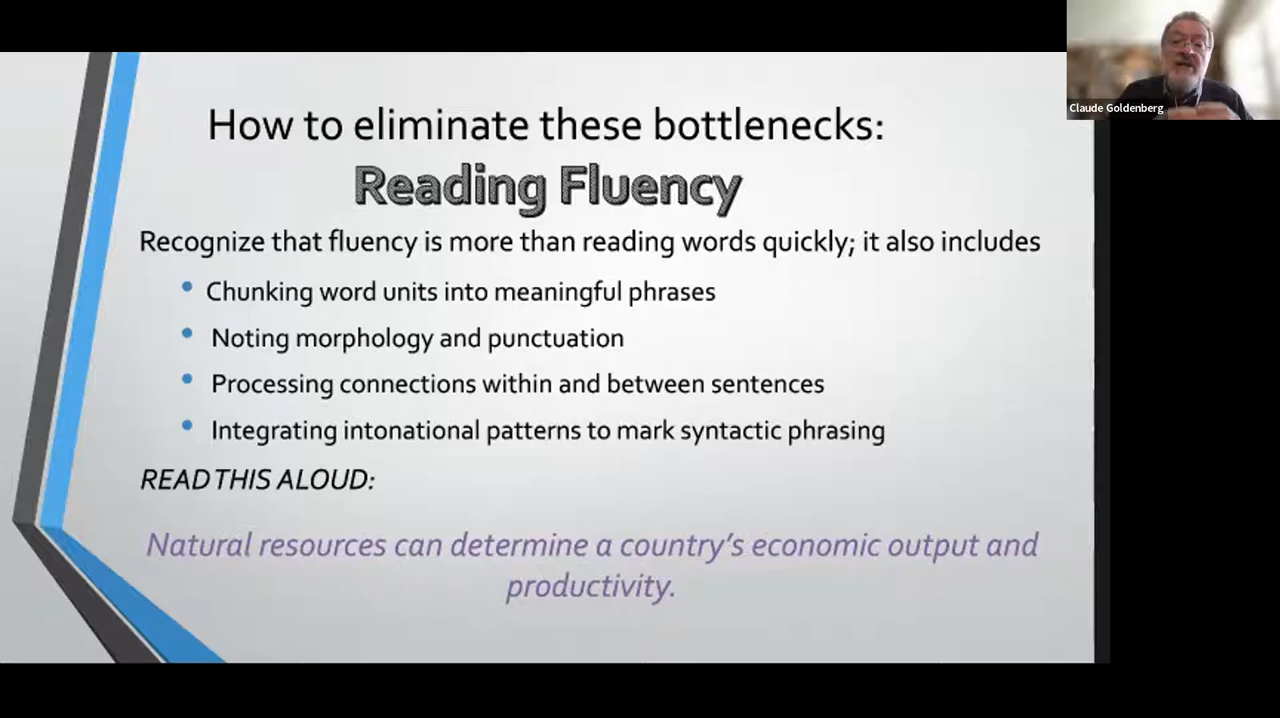 Claude Goldenberg
How to eliminate these bottlenecks:
Reading Fluency
Recognize that fluency is more than reading words quickly; it also includes
• Chunking word units into meaningful phrases
• Noting morphology and punctuation
• Processing connections within and between sentences
• Integrating intonational patterns to mark syntactic phrasing
READ THIS ALOUD:
Natural resources can determine a country's economic output and
productivity.